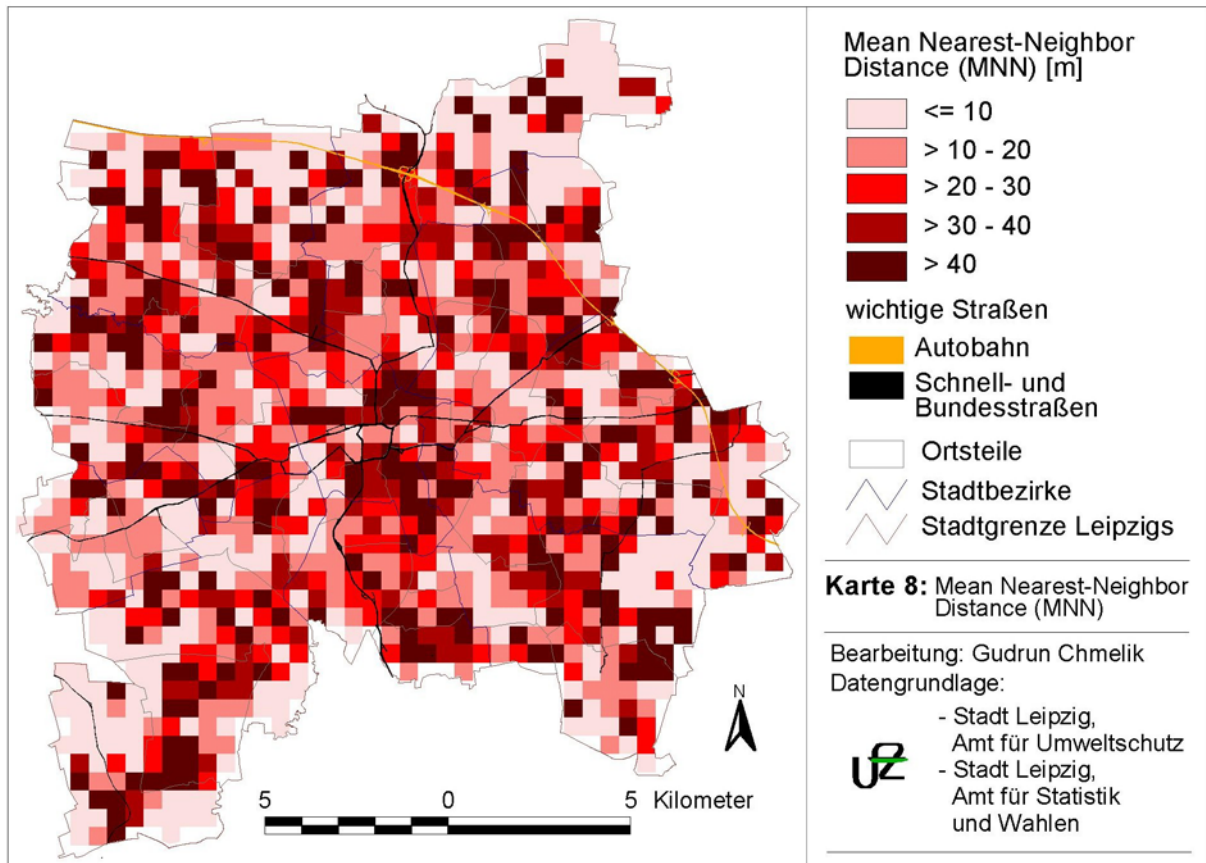 Mean Nearest-Neighbor
Distance (MNN) [m]
<= 10
> 10 - 20
> 20 - 30
> 30 - 40
> 40
wichtige Straßen
Autobahn
Schnell- und
Bundesstraßen
Ortsteile
Stadtbezirke
Stadtgrenze Leipzigs
Karte 8: Mean Nearest-Neighbor
Distance (MNN)
Bearbeitung: Gudrun Chmelik
Datengrundlage:
- Stadt Leipzig,
Amt für Umweltschutz
- Stadt Leipzig,
Amt für Statistik
und Wahlen
UFZ
N
5 0 5 Kilometer